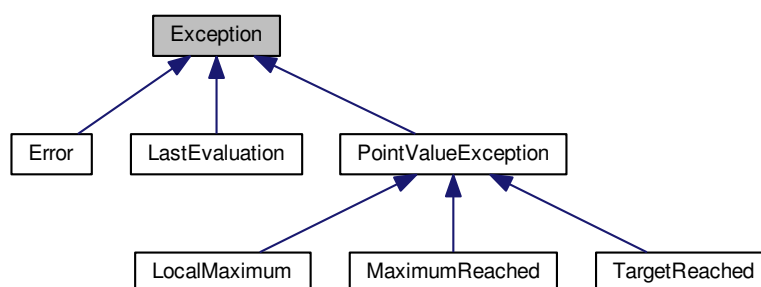 Exception
Error
LastEvaluation
PointValueException
LocalMaximum
MaximumReached
TargetReached